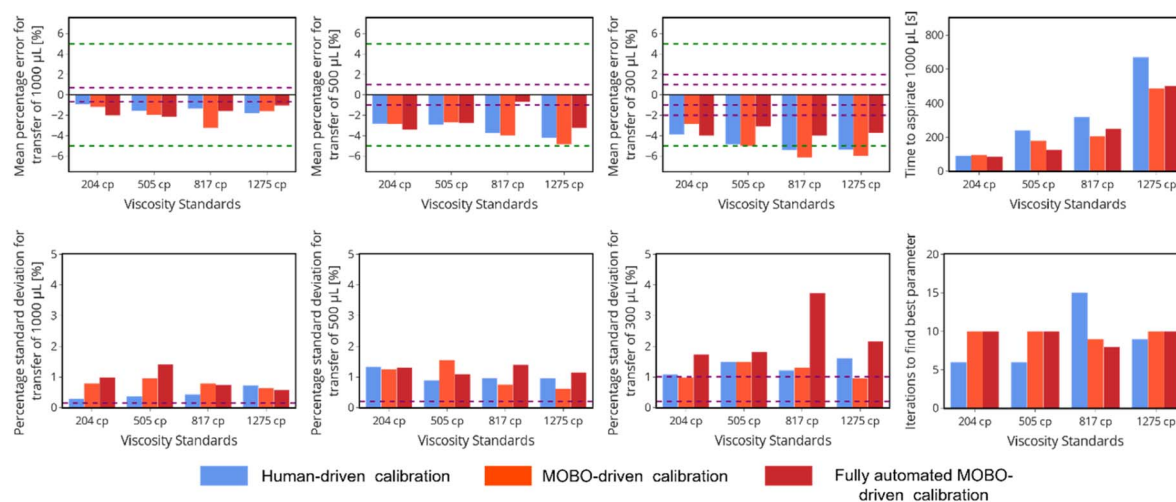 Mean percentage error for
transfer of 1000 µL [%]
6
4
2
0
−2
−4
−6
204 cp 505 cp 817 cp 1275 cp
Viscosity Standards
Mean percentage error for
transfer of 500 µL [%]
6
4
2
0
−2
−4
−6
204 cp 505 cp 817 cp 1275 cp
Viscosity Standards
Mean percentage error for
transfer of 300 µL [%]
6
4
2
0
−2
−4
−6
204 cp 505 cp 817 cp 1275 cp
Viscosity Standards
Time to aspirate 1000 µL [s]
800
600
400
200
0
204 cp 505 cp 817 cp 1275 cp
Viscosity Standards
Percentage standard deviation for
transfer of 1000 µL [%]
5
4
3
2
1
0
204 cp 505 cp 817 cp 1275 cp
Viscosity Standards
Percentage standard deviation for
transfer of 500 µL [%]
5
4
3
2
1
0
204 cp 505 cp 817 cp 1275 cp
Viscosity Standards
Percentage standard deviation for
transfer of 300 µL [%]
5
4
3
2
1
0
204 cp 505 cp 817 cp 1275 cp
Viscosity Standards
Iterations to find best parameter
20
15
10
5
0
204 cp 505 cp 817 cp 1275 cp
Viscosity Standards
Human-driven calibration
MOBO-driven calibration
Fully automated MOBO-
driven calibration